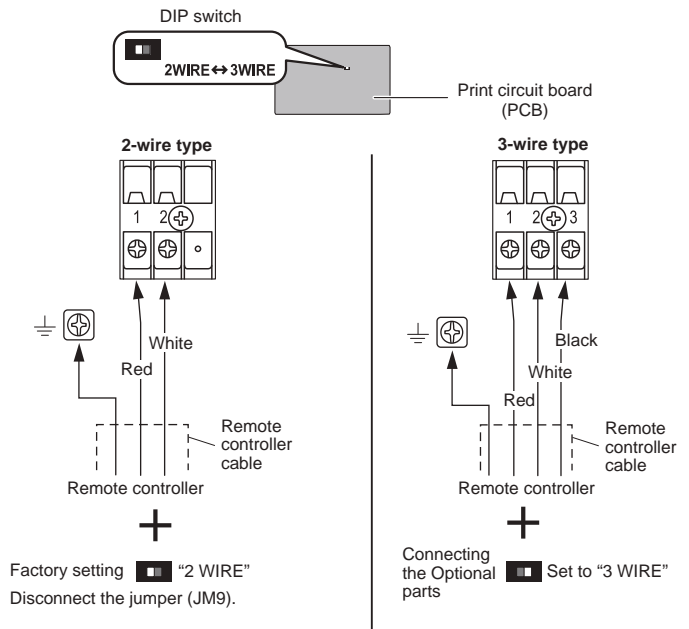 DIP switch
2WIRE↔3WIRE
Print circuit board
(PCB)
2-wire type
1 2
White
Red
Remote
controller
cable
Remote controller
+
Factory setting "2 WIRE"
Disconnect the jumper (JM9).
3-wire type
1 2 3
Black
White
Red
Remote
controller
cable
Remote controller
+
Connecting
the Optional Set to "3 WIRE"
parts